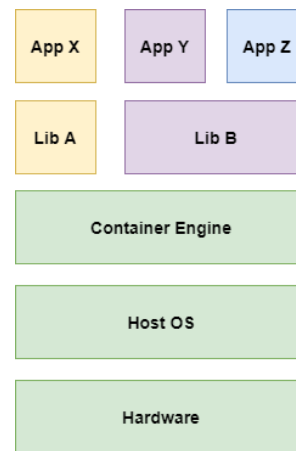 App X App Y App Z
Lib A Lib B
Container Engine
Host OS
Hardware